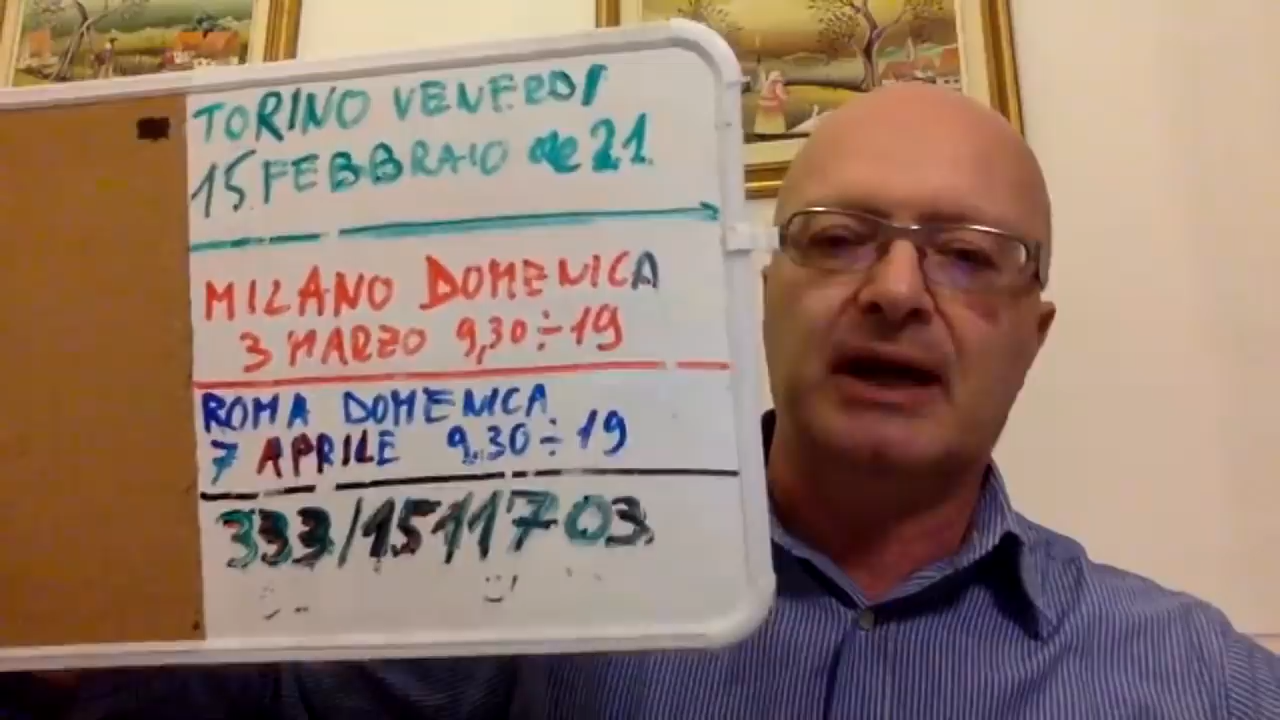 TORINO VENERDI
15 FEBBRAIO ore 21
MILANO DOMENICA
3 MARZO 9,30÷19
ROMA DOMENICA
7 APRILE 9.30÷19
333/1511703